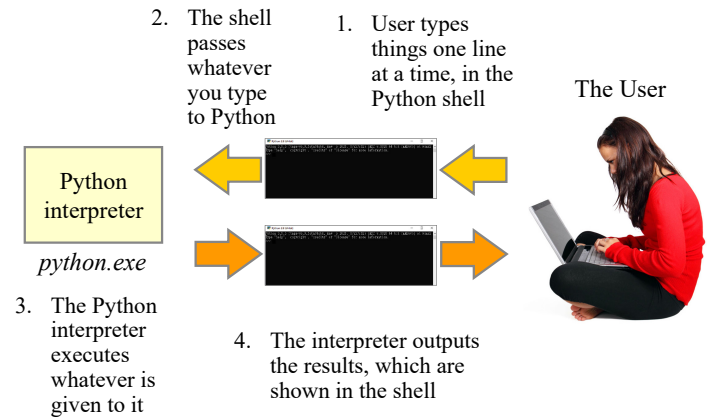 2. The shell
passes
whatever
you type
to Python
1. User types
things one line
at a time, in the
Python shell
The User
Python
interpreter
python.exe
3. The Python
interpreter
executes
whatever is
given to it
4. The interpreter outputs
the results, which are
shown in the shell